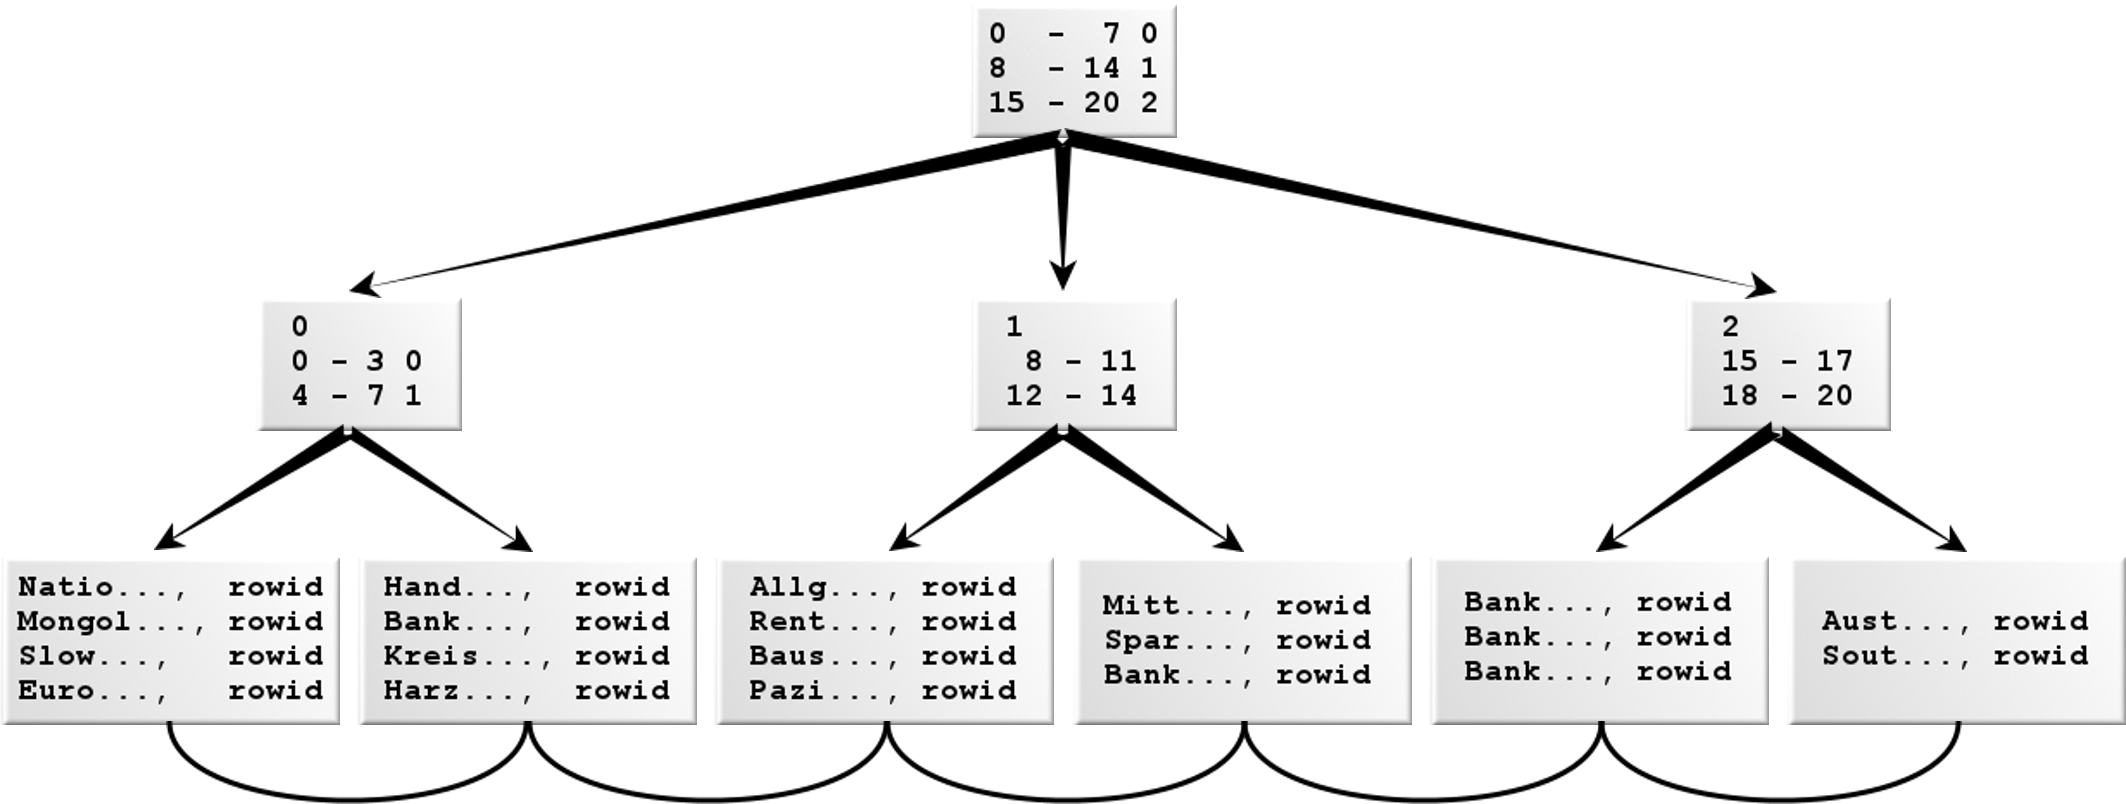 0 - 7 0
8 - 14 1
15 - 20 2
0
0 - 3 0
4 - 7 1
1
8 - 11
12 - 14
2
15 - 17
18 - 20
Natio..., rowid
Mongol..., rowid
Slow..., rowid
Euro..., rowid
Hand..., rowid
Bank..., rowid
Kreis..., rowid
Harz..., rowid
Allg..., rowid
Rent..., rowid
Baus..., rowid
Pazi..., rowid
Mitt..., rowid
Spar..., rowid
Bank..., rowid
Bank..., rowid
Bank..., rowid
Bank..., rowid
Aust..., rowid
Sout..., rowid